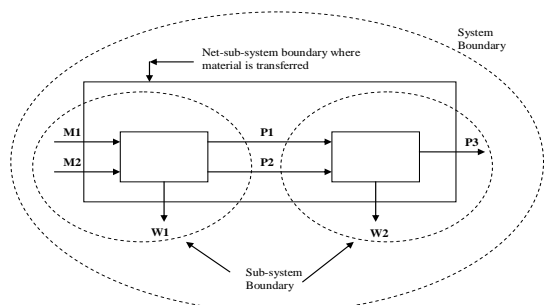 System
Boundary
Net-sub-system boundary where
material is transferred
M1
P1
P3
M2
P2
W1
W2
Sub-system
Boundary